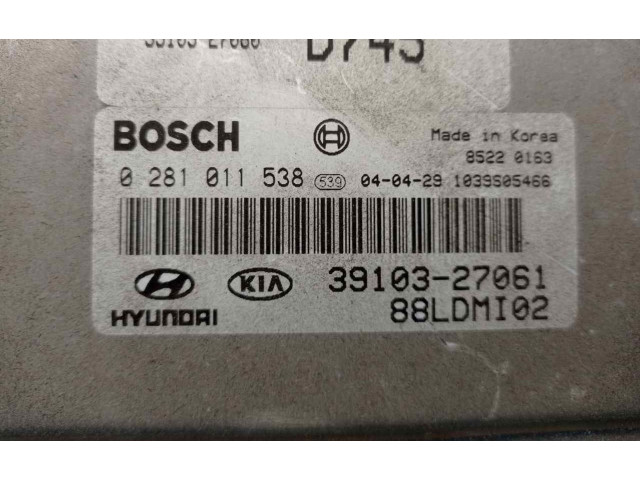 D745
BOSCH
Made in Korea
8522 0163
0 281 011 538 539 04-04-29 1039S05466
39103-27061
HYUNDAI KIA
88LDMI02